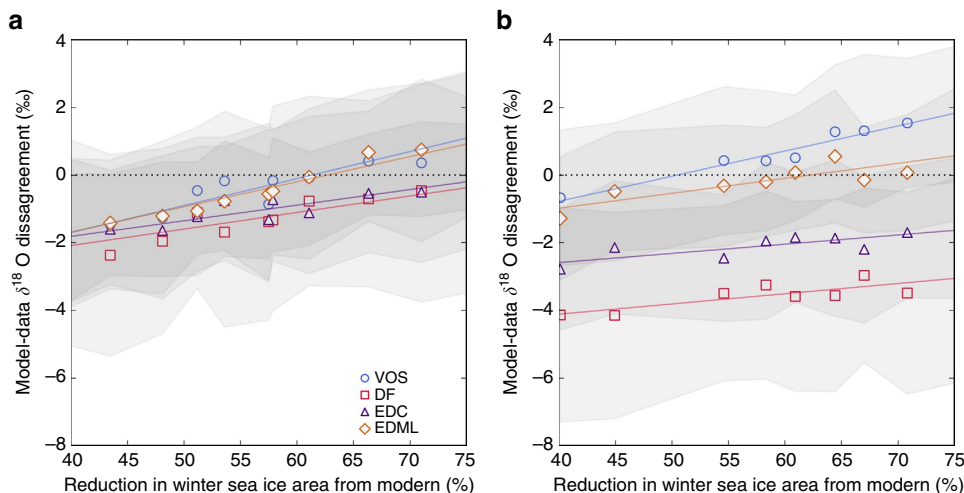 a
b
4
2
0
−2
−4
−6
−8
Model-data δ18 O dissagreement (‰)
40 45 50 55 60 65 70 75
Reduction in winter sea ice area from modern (%)
VOS
DF
EDC
EDML
4
2
0
−2
−4
−6
−8
Model-data δ18 O dissagreement (‰)
40 45 50 55 60 65 70 75
Reduction in winter sea ice area from modern (%)